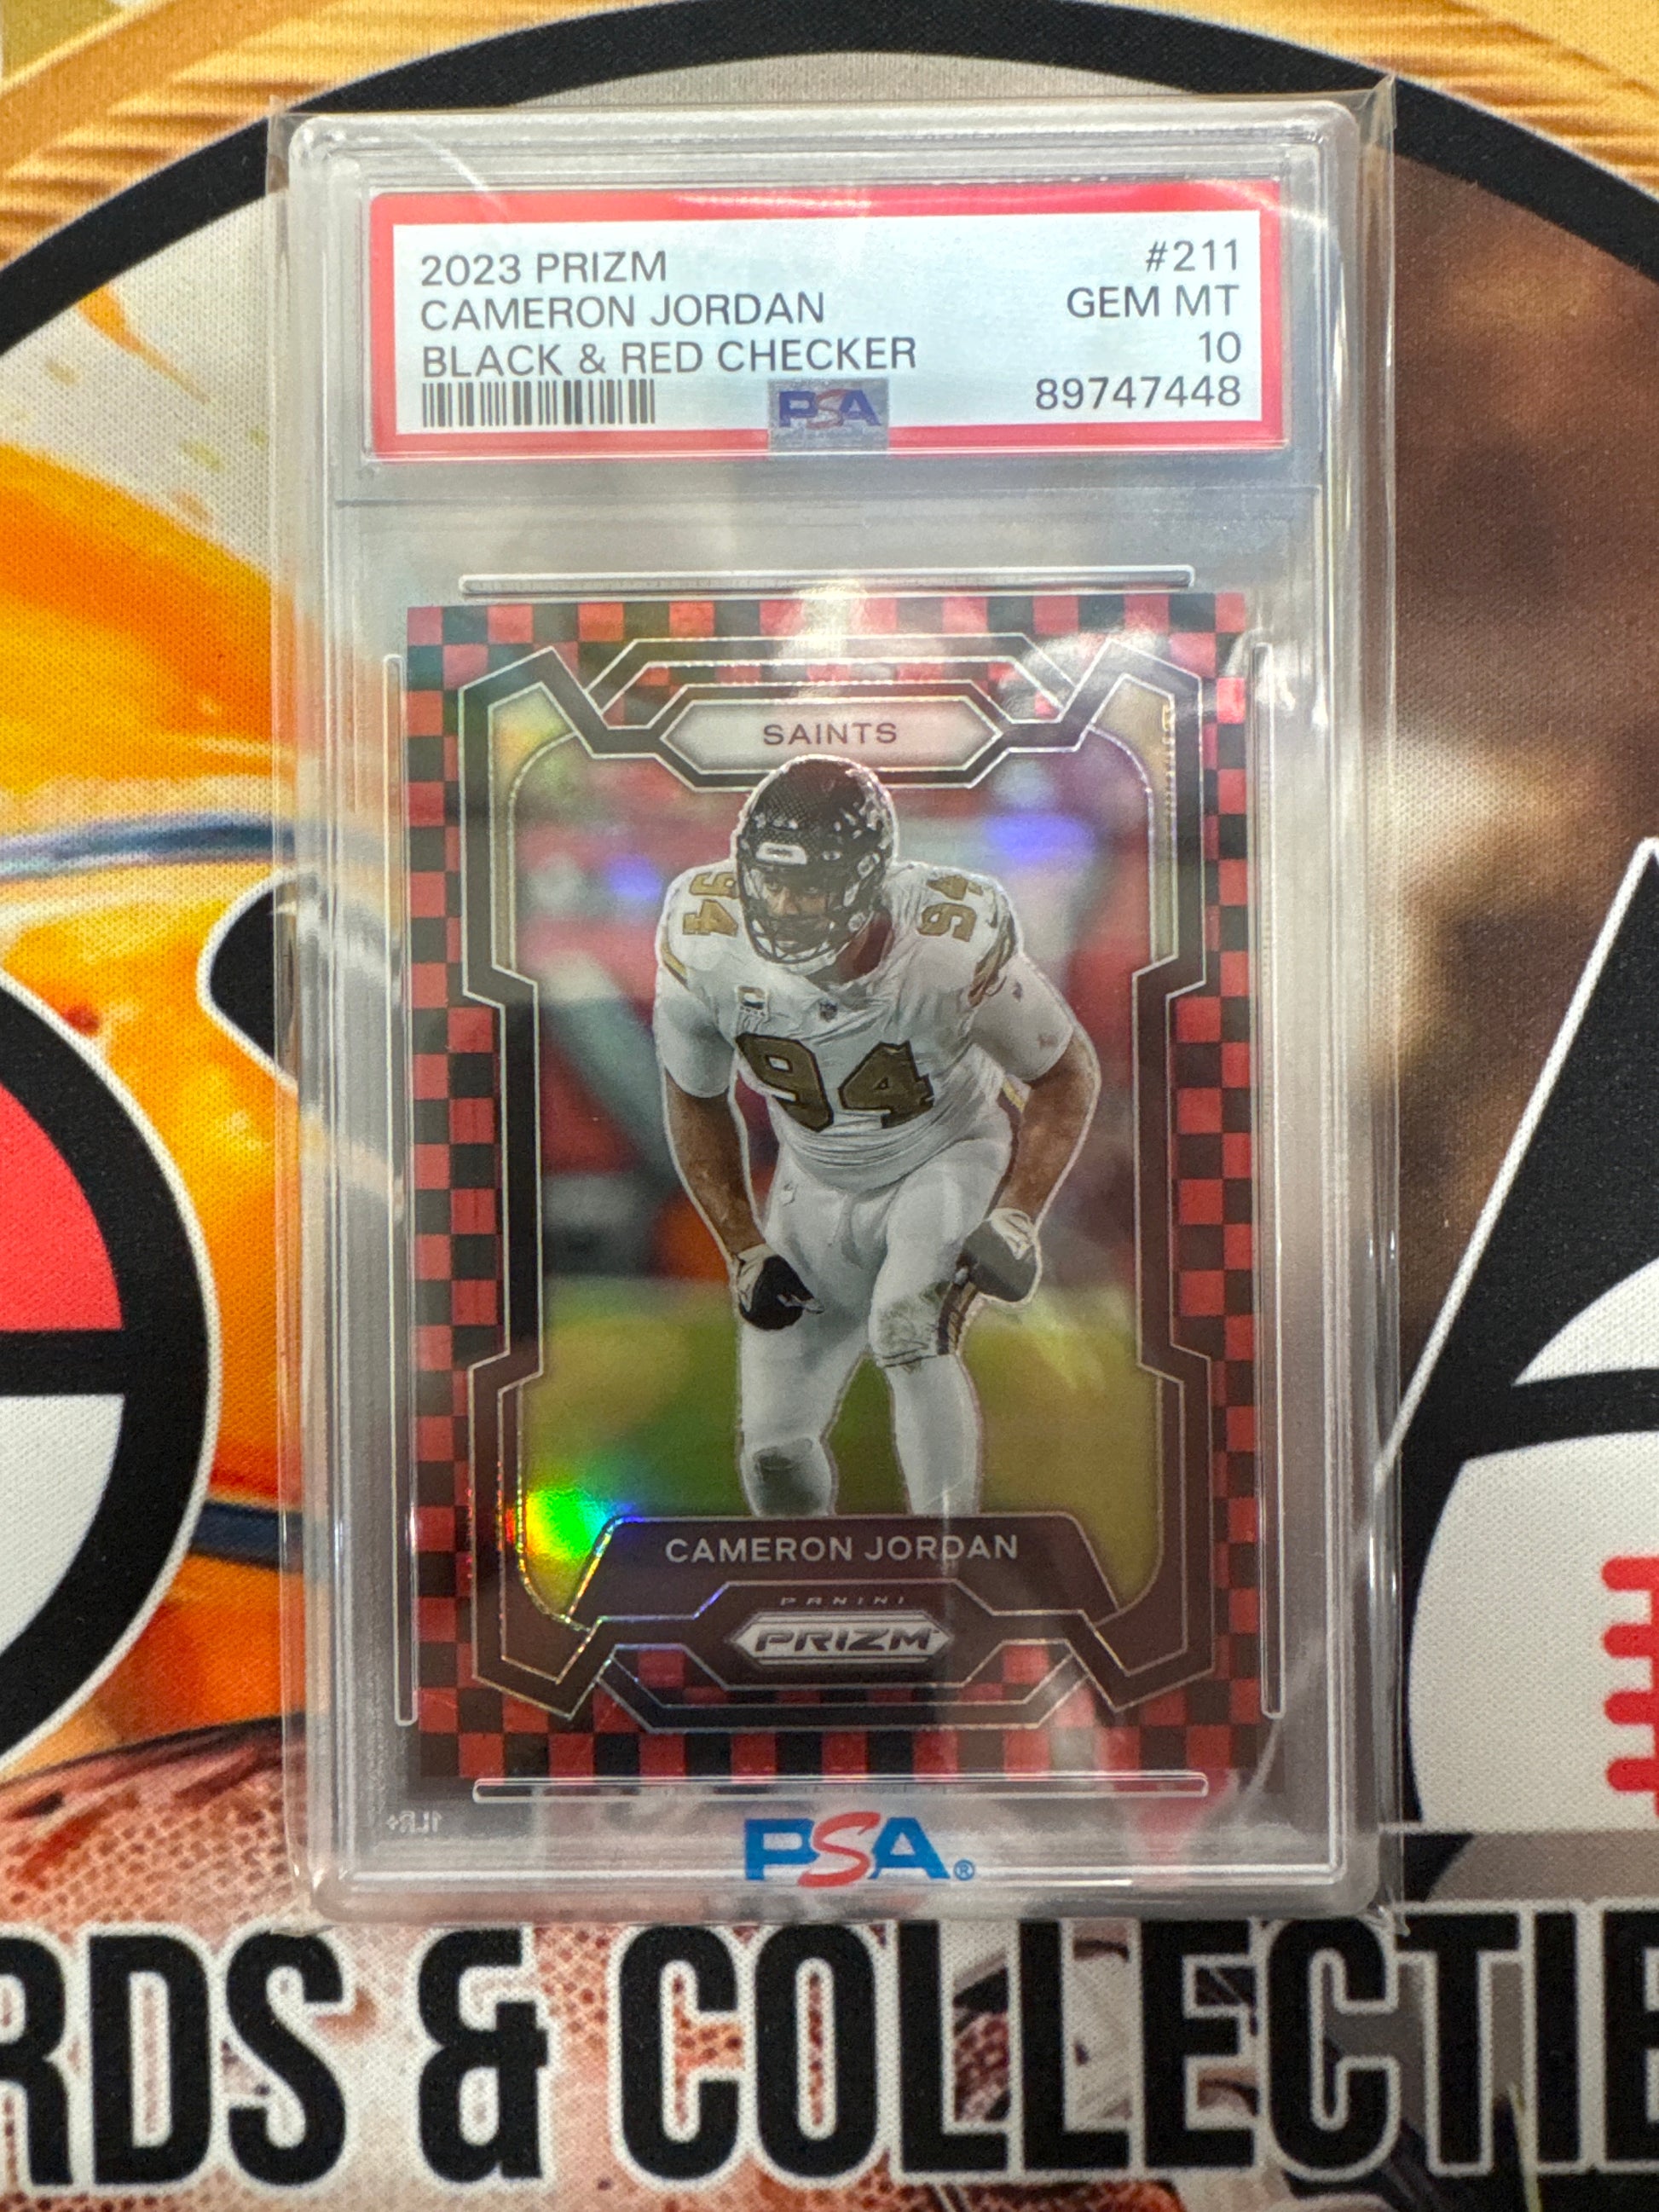 2023 PRIZM #211
CAMERON JORDAN GEM MT
BLACK & RED CHECKER 10
PSA 89747448
SAINTS
94 94
94
CAMERON JORDAN
PANINI
PRIZM
PSA®
RDS & COLLECTIB